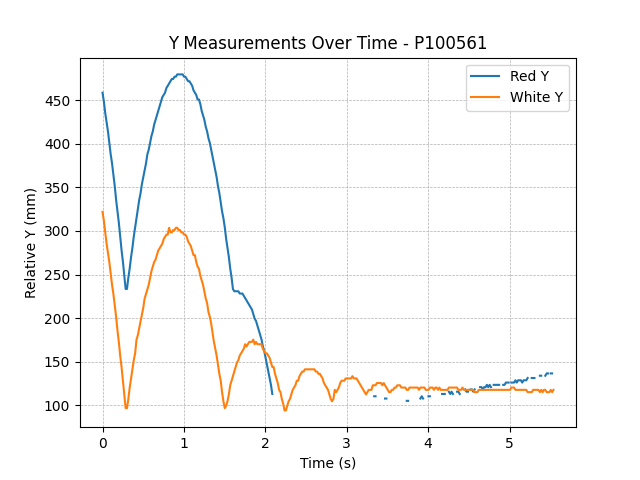 Y Measurements Over Time - P100561
Red Y
White Y
Relative Y (mm)
450
400
350
300
250
200
150
100
0 1 2 3 4 5
Time (s)